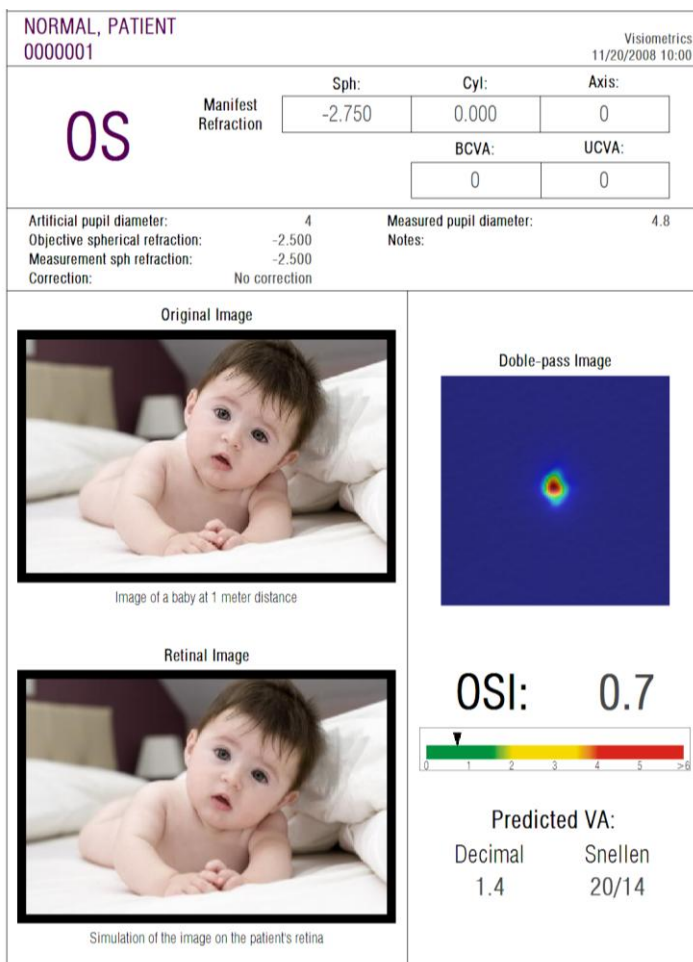 NORMAL, PATIENT
0000001
Visiometrics
11/20/2008 10:00
OS
Manifest Refraction
Sph: Cyl: Axis:
-2.750 0.000 0
BCVA: UCVA:
0 0
Artificial pupil diameter: 4 Measured pupil diameter: 4.8
Objective spherical refraction: -2.500 Notes:
Measurement sph refraction: -2.500
Correction: No correction
Original Image
Image of a baby at 1 meter distance
Retinal Image
Simulation of the image on the patient's retina
Doble-pass Image
OSI: 0.7
0 1 2 3 4 5 >6
Predicted VA:
Decimal Snellen
1.4 20/14